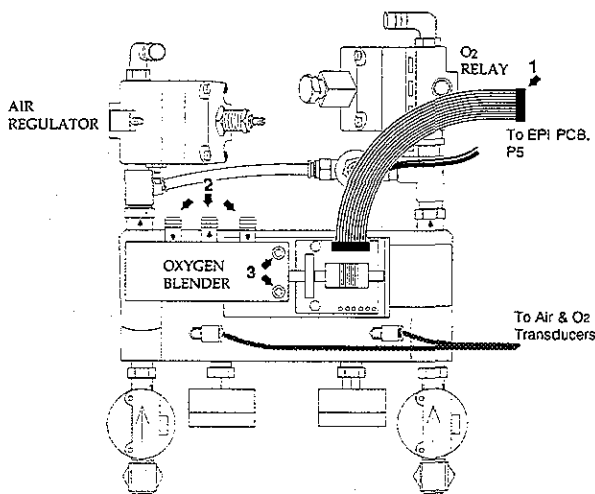 O2
RELAY
1
AIR
REGULATOR
To EPI PCB,
P5
2
OXYGEN
BLENDER
3
To Air & O2
Transducers